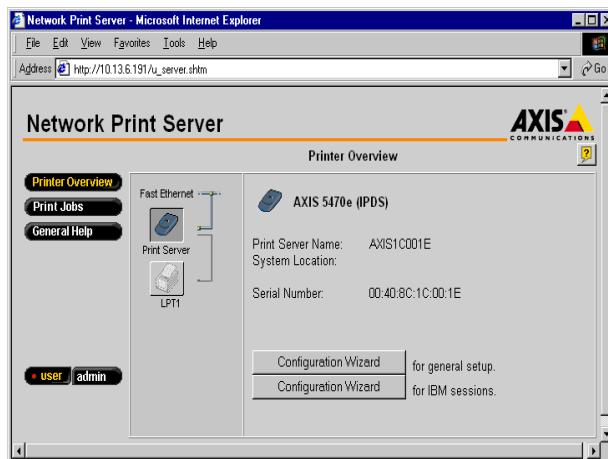 Network Print Server - Microsoft Internet Explorer
File Edit View Favorites Tools Help
Address http://10.13.6.191/u_server.shtm Go
Network Print Server
AXIS
COMMUNICATIONS
Printer Overview
?
Printer Overview
Print Jobs
General Help
Fast Ethernet
Print Server
LPT1
AXIS 5470e (IPDS)
Print Server Name: AXIS1C001E
System Location:
Serial Number: 00:40:8C:1C:00:1E
Configuration Wizard for general setup.
Configuration Wizard for IBM sessions.
user admin